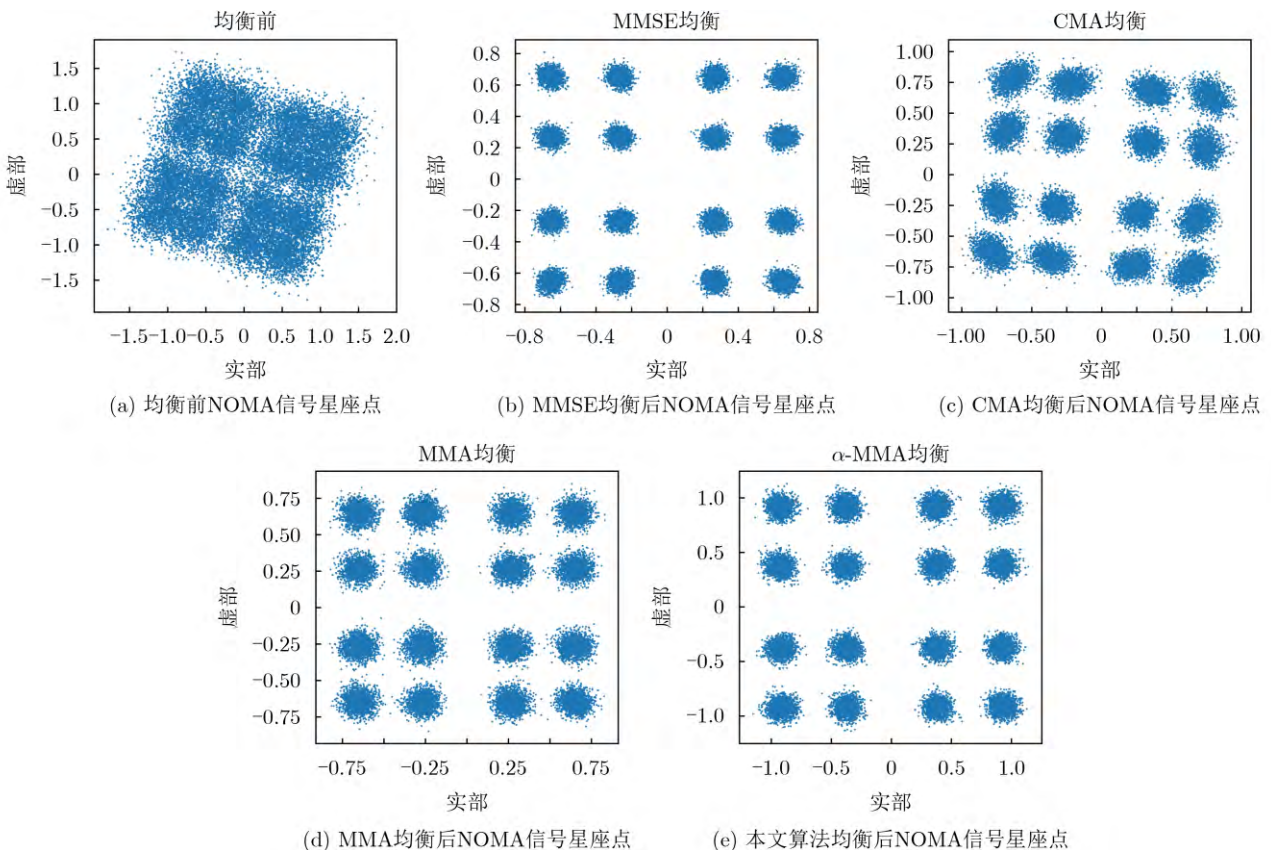 均衡前
MMSE均衡
CMA均衡
虚部
1.5
1.0
0.5
0
−0.5
−1.0
−1.5
−1.5 −1.0 −0.5 0 0.5 1.0 1.5 2.0
实部
虚部
0.8
0.6
0.4
0.2
0
−0.2
−0.4
−0.6
−0.8
−0.8 −0.4 0 0.4 0.8
实部
虚部
1.00
0.75
0.50
0.25
0
−0.25
−0.50
−0.75
−1.00
−1.00 −0.50 0 0.50 1.00
实部
(a) 均衡前NOMA信号星座点
(b) MMSE均衡后NOMA信号星座点
(c) CMA均衡后NOMA信号星座点
MMA均衡
α-MMA均衡
虚部
0.75
0.50
0.25
0
−0.25
−0.50
−0.75
−0.75 −0.25 0.25 0.75
实部
虚部
1.0
0.5
0
−0.5
−1.0
−1.0 −0.5 0 0.5 1.0
实部
(d) MMA均衡后NOMA信号星座点
(e) 本文算法均衡后NOMA信号星座点